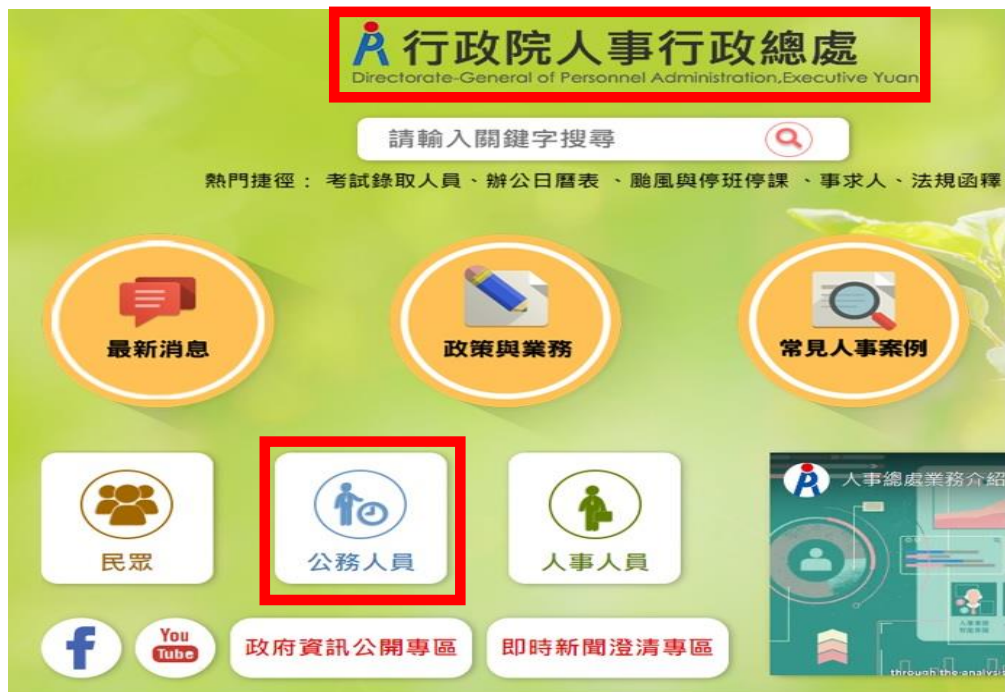 行政院人事行政總處
Directorate-General of Personnel Administration,Executive Yuan
請輸入關鍵字搜尋
熱門捷徑： 考試錄取人員、辦公日曆表 、颱風與停班停課 、事求人、法規函釋
最新消息
政策與業務
常見人事案例
民眾
公務人員
人事人員
人事總處業務介紹
f
You
Tube
政府資訊公開專區
即時新聞澄清專區
through the analysis